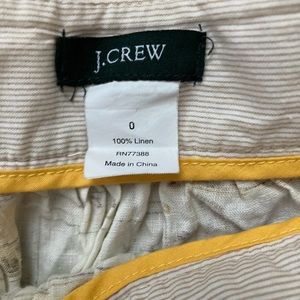 J.CREW
0
100% Linen
RN77388
Made in China